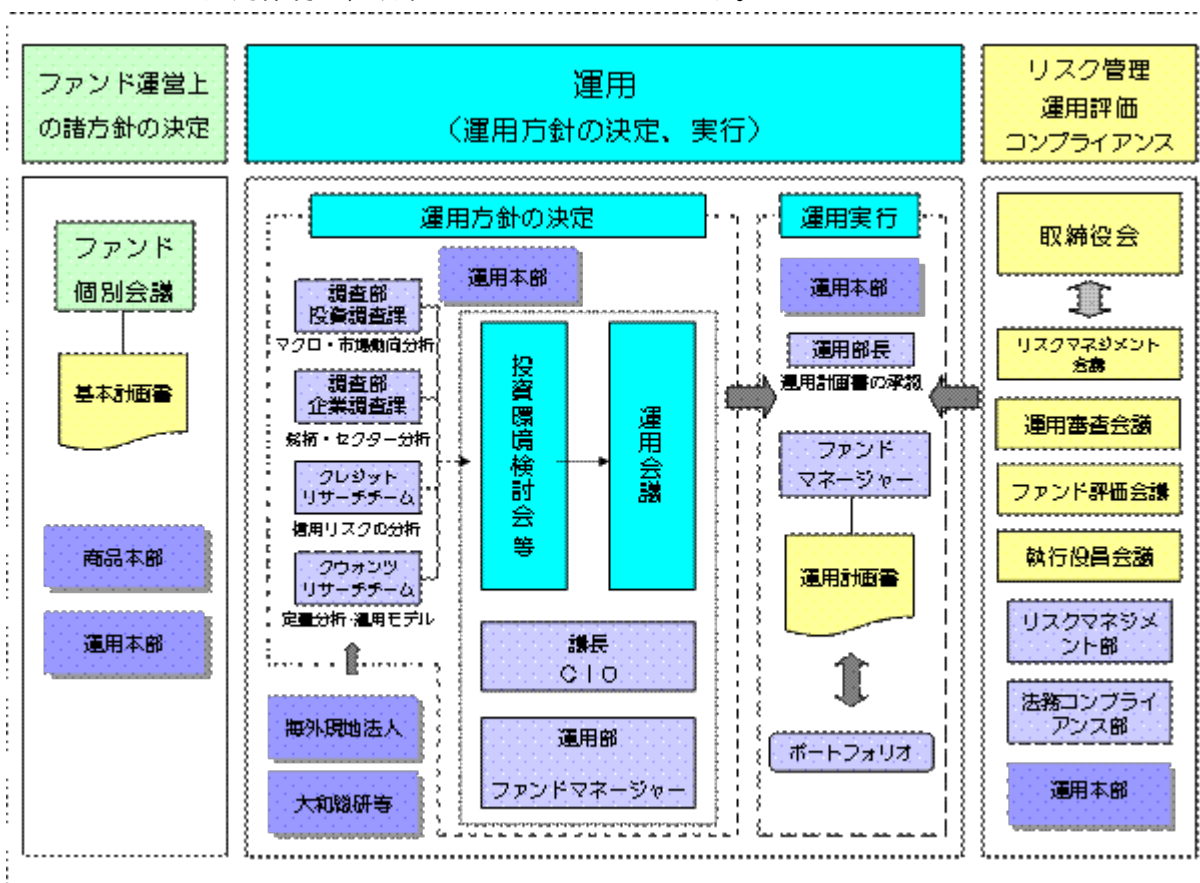 ファンド運営上
の諸方針の決定
運用
(運用方針の決定、実行)
リスク管理
運用評価
コンプライアンス
ファンド
個別会議
基本計画書
商品本部
運用本部
運用方針の決定
運用本部
調査部
投資調査課
マクロ・市場動向分析
調査部
企業調査課
銘柄・セクター分析
クレジット
リサーチチーム
信用リスクの分析
クウォンツ
リサーチチーム
定量分析・運用モデル
海外現地法人
大和総研等
投資環境検討会等
運用会議
議長
CIO
運用部
ファンドマネージャー
運用実行
運用本部
運用部長
運用計画書の承認
ファンド
マネージャー
運用計画書
ポートフォリオ
取締役会
リスクマネジメント
会議
運用審査会議
ファンド評価会議
執行役員会議
リスクマネジメ
ント部
法務コンプライ
アンス部
運用本部